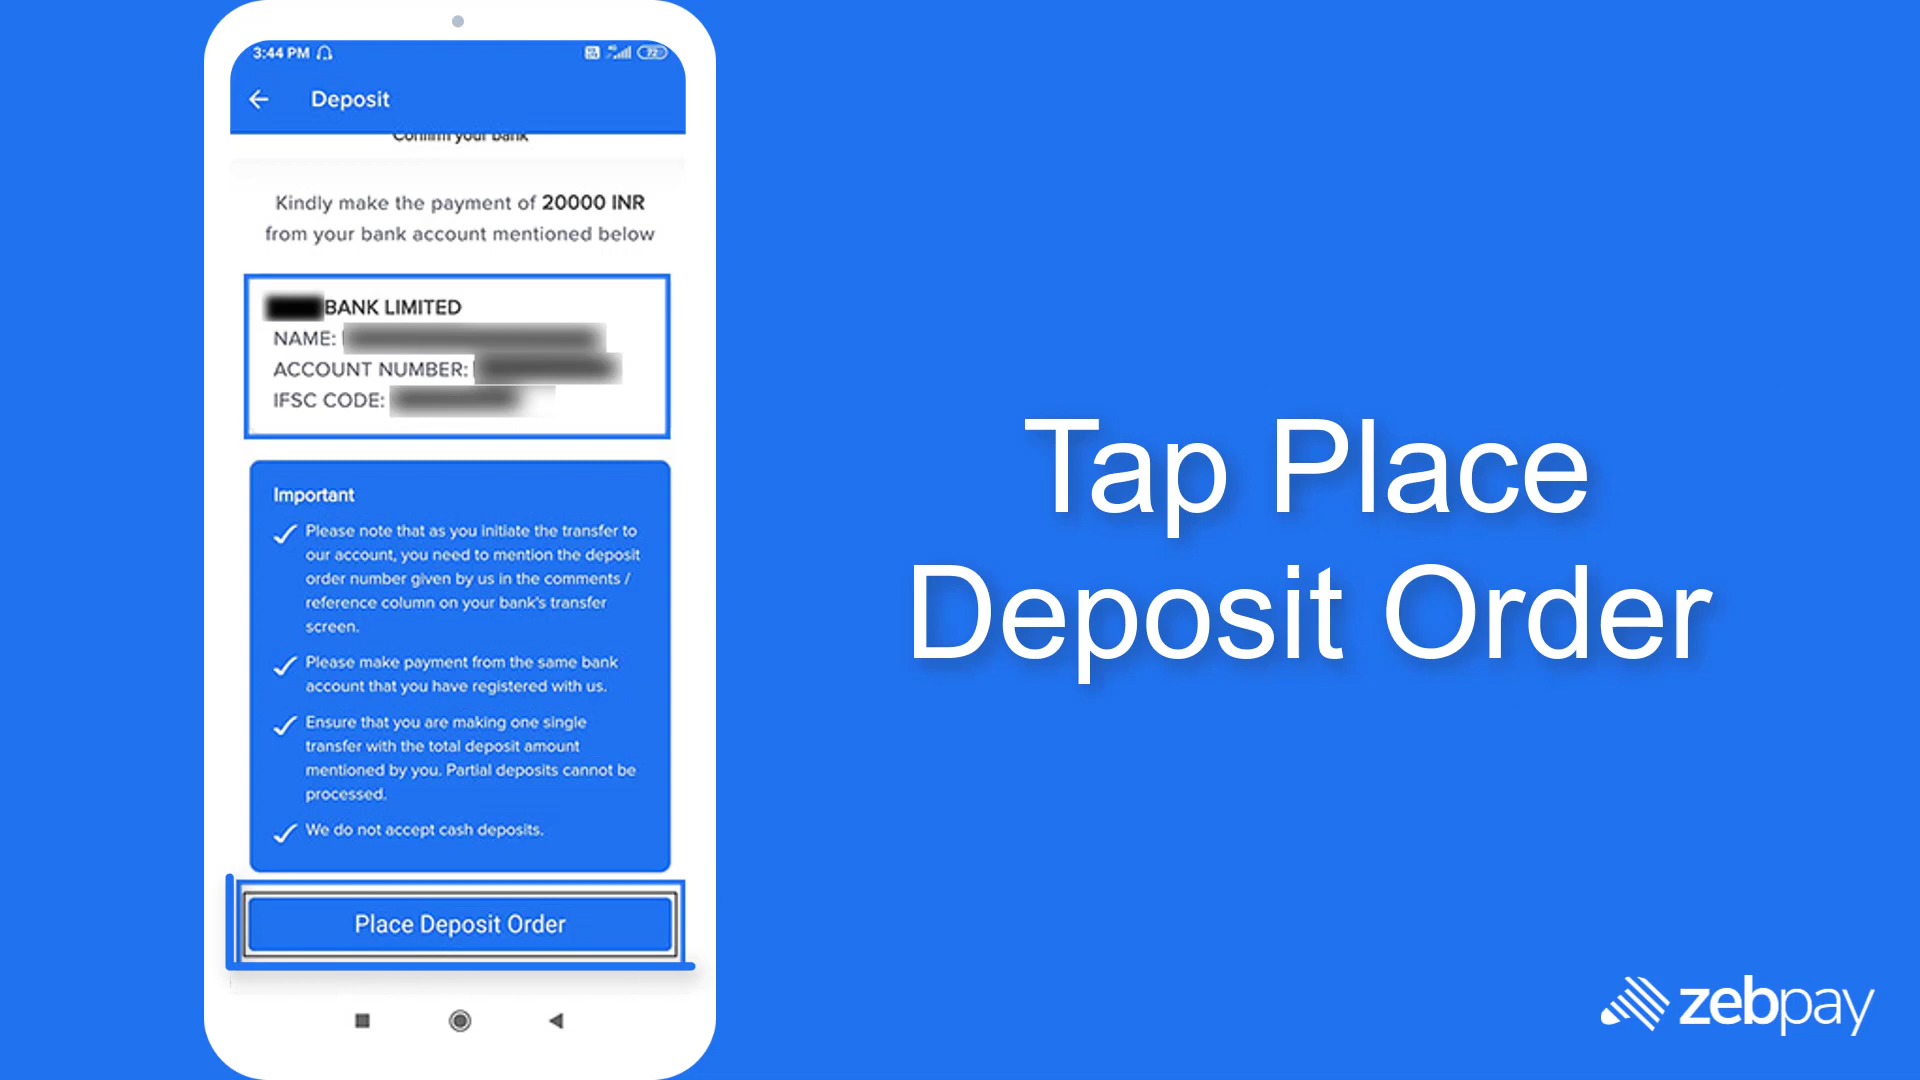 3:44 PM
72
Deposit
Confirm your bank
Kindly make the payment of 20000 INR
from your bank account mentioned below
BANK LIMITED
NAME:
ACCOUNT NUMBER:
IFSC CODE:
Important
Please note that as you initiate the transfer to
our account, you need to mention the deposit
order number given by us in the comments /
reference column on your bank's transfer
screen.
Please make payment from the same bank
account that you have registered with us.
Ensure that you are making one single
transfer with the total deposit amount
mentioned by you. Partial deposits cannot be
processed.
We do not accept cash deposits.
Place Deposit Order
Tap Place
Deposit Order
zebpay